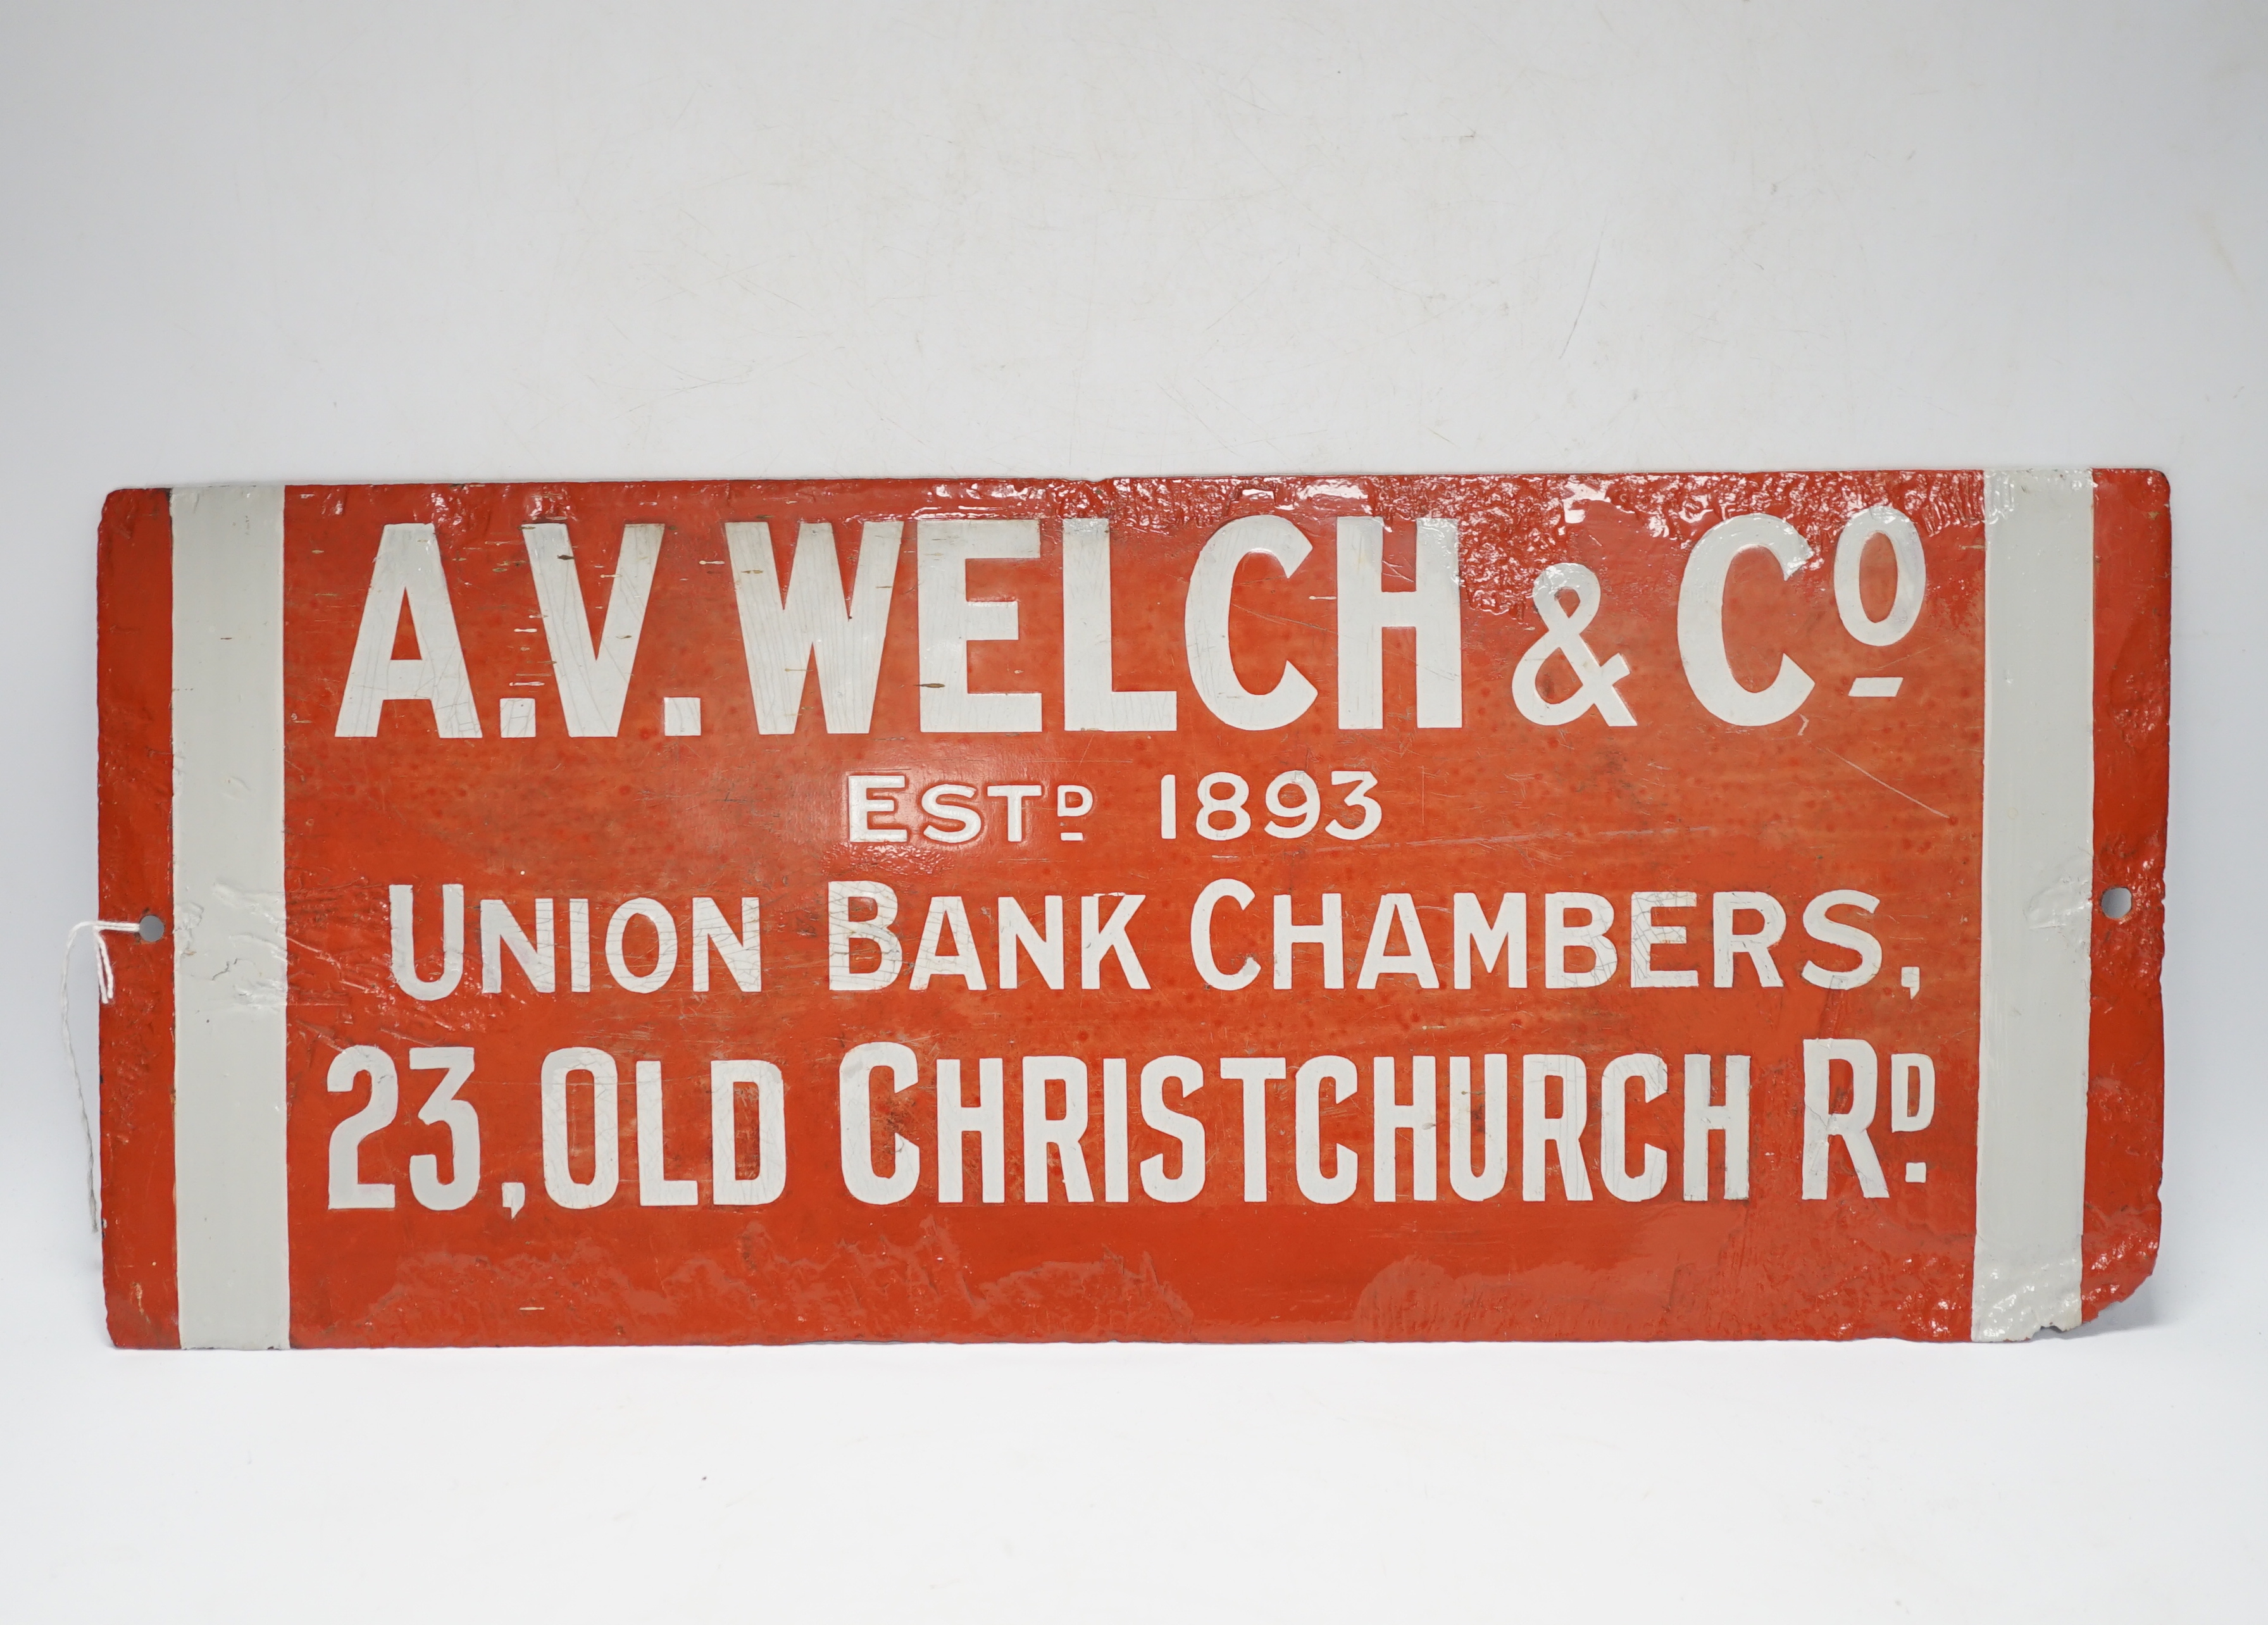 A.V. WELCH & Co
ESTD 1893
UNION BANK CHAMBERS,
23, OLD CHRISTCHURCH RD.